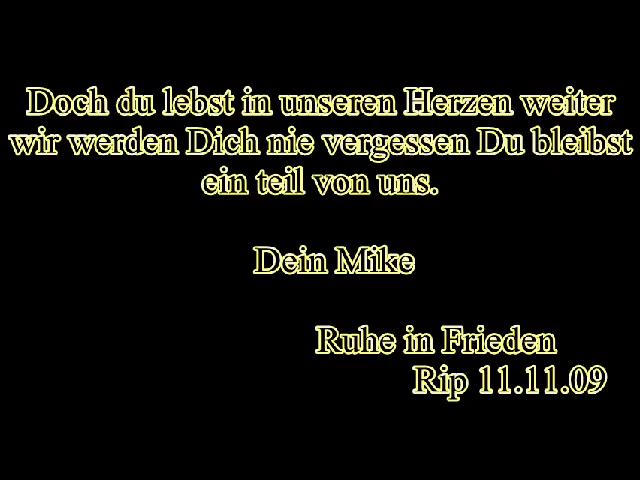 Doch du lebst in unseren Herzen weiter
wir werden Dich nie vergessen Du bleibst
ein teil von uns.
Dein Mike
Ruhe in Frieden
Rip 11.11.09